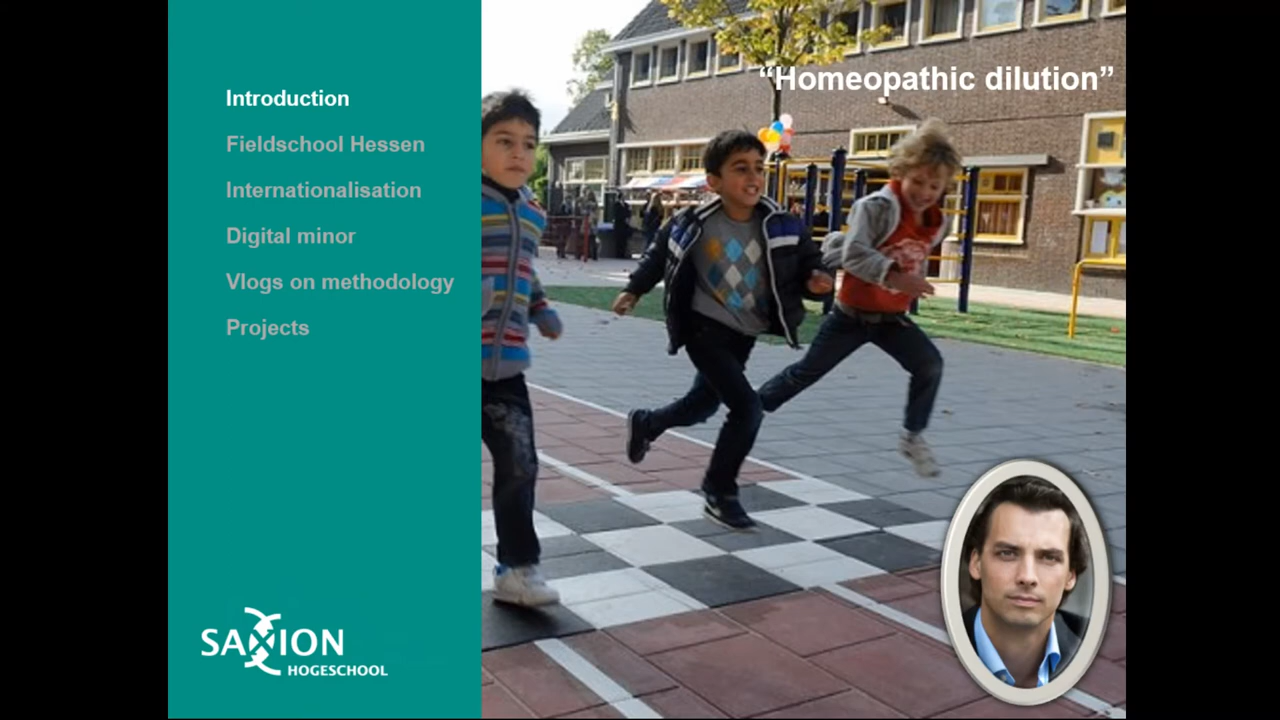 Introduction
Fieldschool Hessen
Internationalisation
Digital minor
Vlogs on methodology
Projects
“Homeopathic dilution”
SAXION
HOGESCHOOL